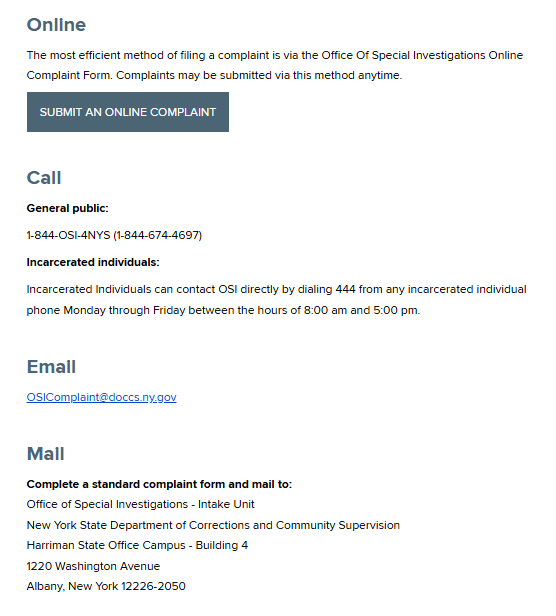 Online
The most efficient method of filing a complaint is via the Office Of Special Investigations Online
Complaint Form. Complaints may be submitted via this method anytime.
SUBMIT AN ONLINE COMPLAINT
Call
General public:
1-844-OSI-4NYS (1-844-674-4697)
Incarcerated individuals:
Incarcerated Individuals can contact OSI directly by dialing 444 from any incarcerated individual
phone Monday through Friday between the hours of 8:00 am and 5:00 pm.
Email
OSIComplaint@doccs.ny.gov
Mail
Complete a standard complaint form and mail to:
Office of Special Investigations - Intake Unit
New York State Department of Corrections and Community Supervision
Harriman State Office Campus - Building 4
1220 Washington Avenue
Albany, New York 12226-2050